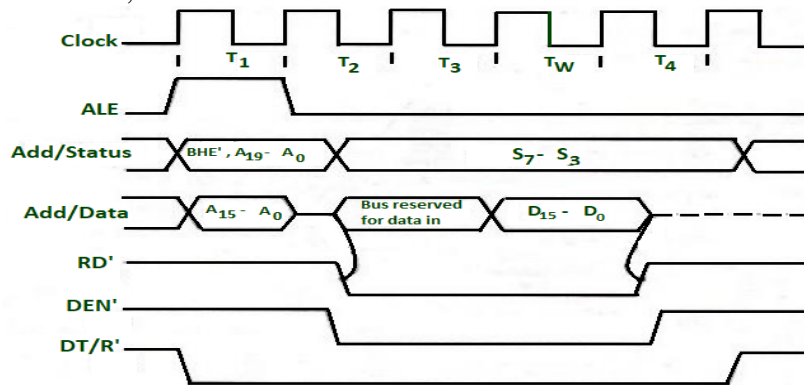 Clock
T1 T2 T3 TW T4
ALE
Add/Status BHE', A19- A0 S7- S3
Add/Data A15 - A0 Bus reserved for data in D15 - D0
RD'
DEN'
DT/R'